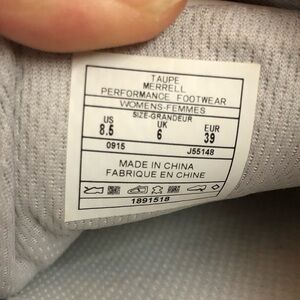 TAUPE
MERRELL
PERFORMANCE FOOTWEAR
WOMENS-FEMMES
SIZE-GRANDEUR
US UK EUR
8.5 6 39
0915 J55148
MADE IN CHINA
FABRIQUE EN CHINE
1891518